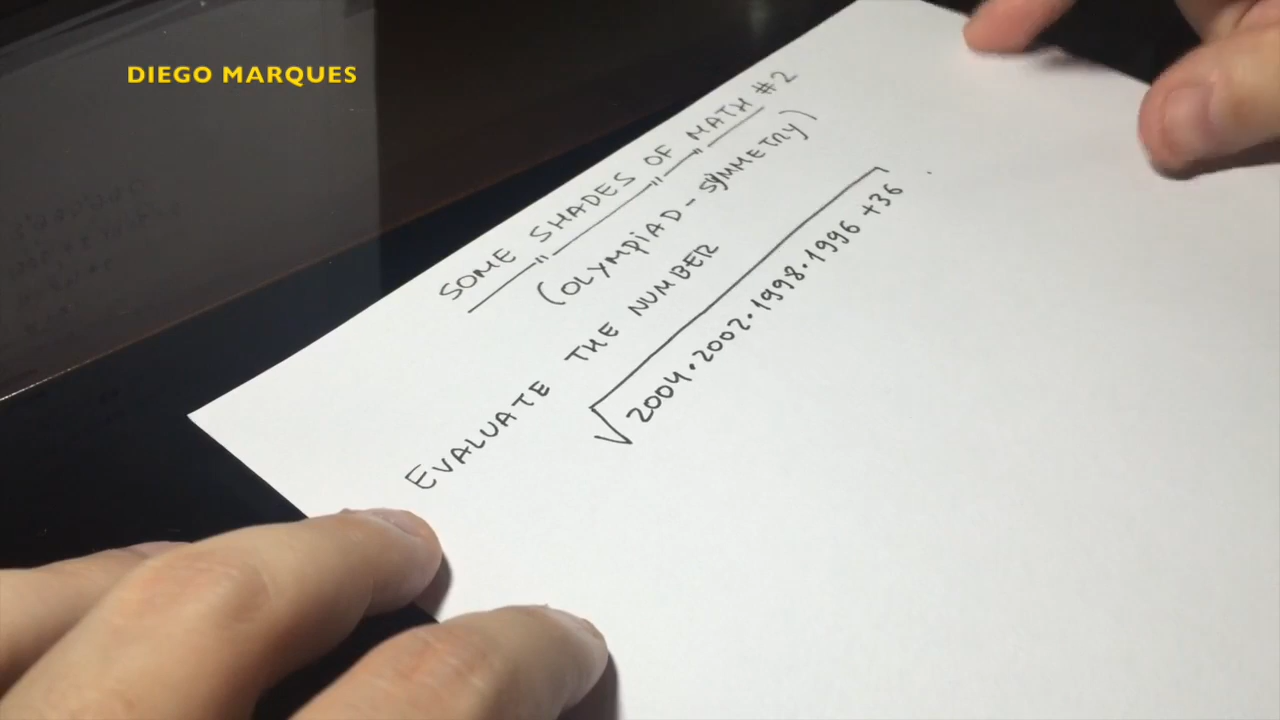 DIEGO MARQUES
SOME SHADES OF MATH #2
(OLYMPIAD - SYMMETRY)
EVALUATE THE NUMBER
√2004·2002·1998·1996+36.